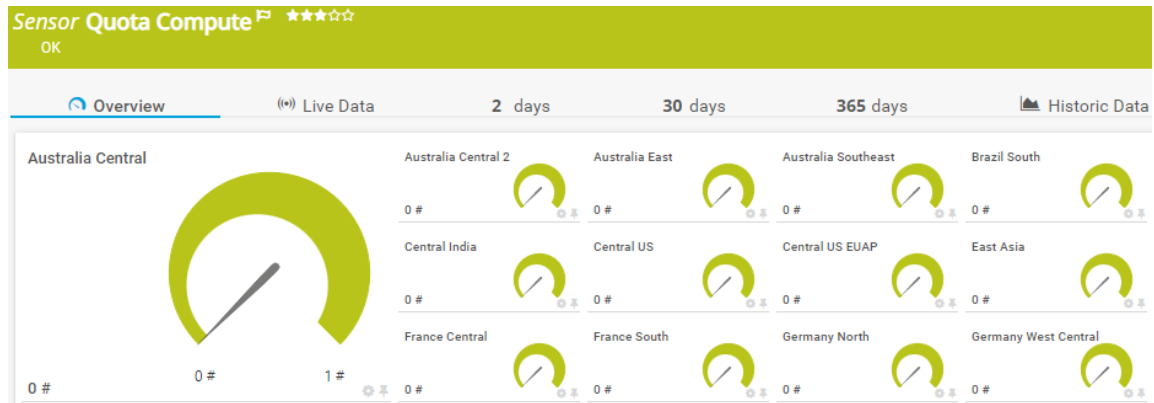 Sensor Quota Compute
OK
Overview
Live Data
2 days
30 days
365 days
Historic Data
Australia Central
0 #
0 #
1 #
Australia Central 2
0 #
Australia East
0 #
Australia Southeast
0 #
Brazil South
0 #
Central India
0 #
Central US
0 #
Central US EUAP
0 #
East Asia
0 #
France Central
0 #
France South
0 #
Germany North
0 #
Germany West Central
0 #